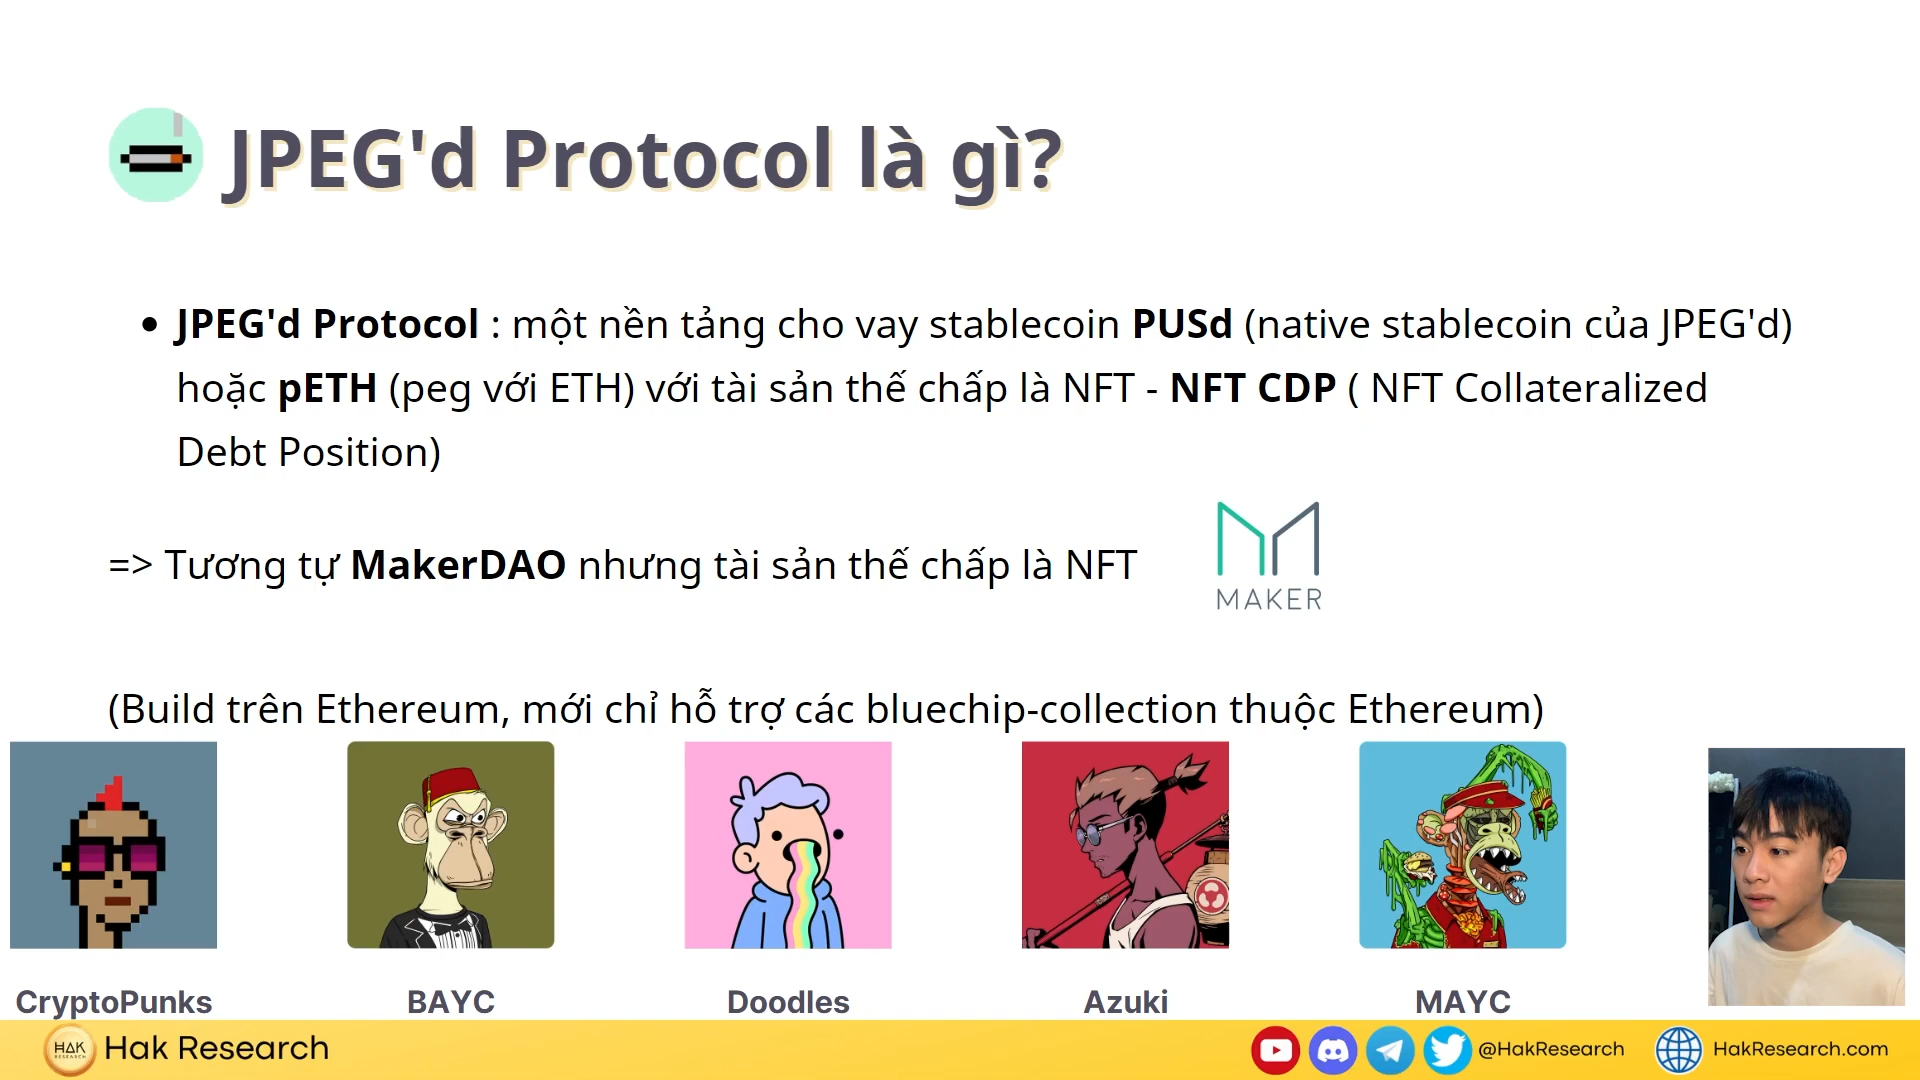 JPEG'd Protocol là gì?
• JPEG'd Protocol : một nền tảng cho vay stablecoin PUSd (native stablecoin của JPEG'd)
hoặc pETH (peg với ETH) với tài sản thế chấp là NFT - NFT CDP ( NFT Collateralized
Debt Position)
=> Tương tự MakerDAO nhưng tài sản thế chấp là NFT
MAKER
(Build trên Ethereum, mới chỉ hỗ trợ các bluechip-collection thuộc Ethereum)
CryptoPunks BAYC Doodles Azuki MAYC
HAK
RESEARCH
Hak Research @HakResearch HakResearch.com